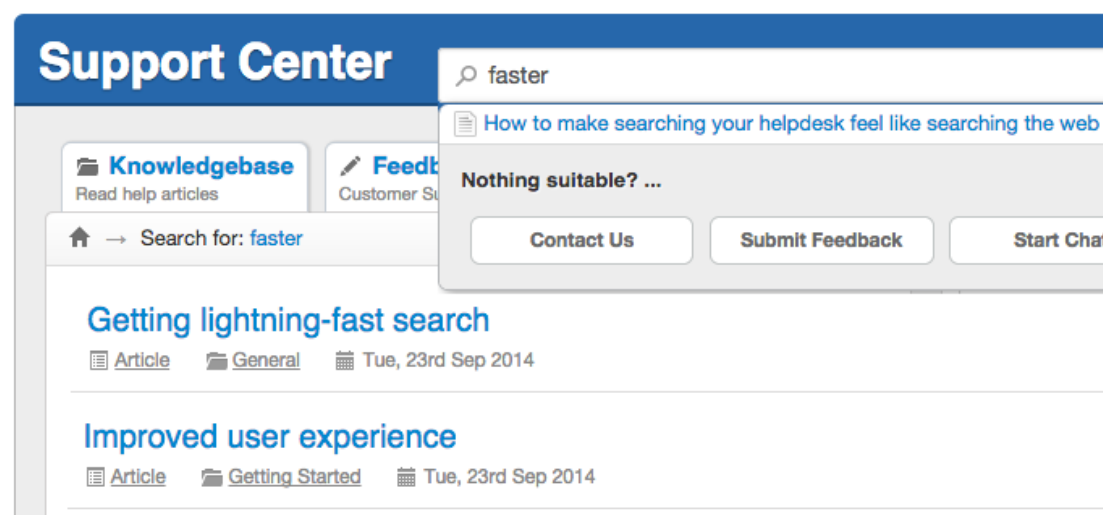 Support Center
faster
How to make searching your helpdesk feel like searching the web
Knowledgebase
Read help articles
Customer
Nothing suitable? ...
Contact Us
Submit Feedback
Start
→ Search for: faster
Getting lightning-fast search
Article General Tue, 23rd Sep 2014
Improved user experience
Article Getting Started Tue, 23rd Sep 2014